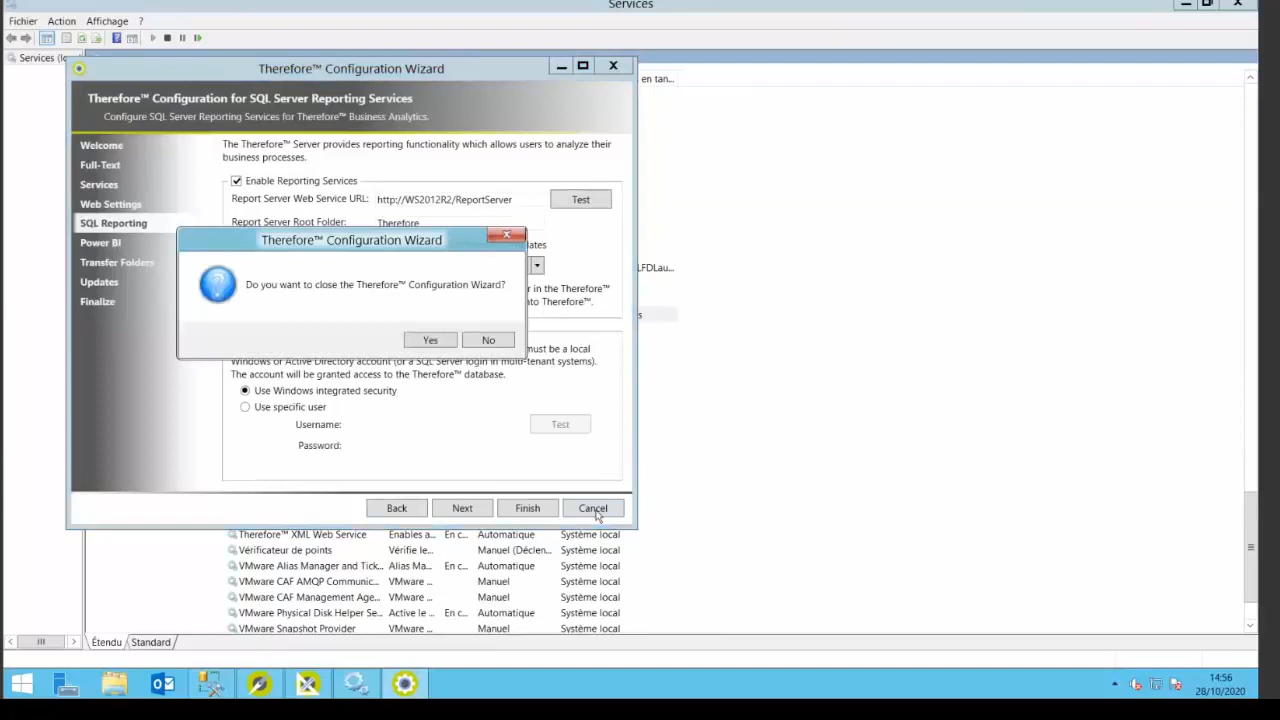 Services
Fichier Action Affichage ?
Services (loc
en tan...
Therefore™ Configuration Wizard
Therefore™ Configuration for SQL Server Reporting Services
Configure SQL Server Reporting Services for Therefore™ Business Analytics.
Welcome
Full-Text
Services
Web Settings
SQL Reporting
Power BI
Transfer Folders
Updates
Finalize
The Therefore™ Server provides reporting functionality which allows users to analyze their
business processes.
Enable Reporting Services
Report Server Web Service URL: http://WS2012R2/ReportServer Test
Report Server Root Folder: Therefore
lates
LFDLau...
er in the Therefore™
nto Therefore™.
s
Therefore™ Configuration Wizard
Do you want to close the Therefore™ Configuration Wizard?
Yes No
must be a local
Windows or Active Directory account (or a SQL Server login in multi-tenant systems).
The account will be granted access to the Therefore™ database.
Use Windows integrated security
Use specific user
Username: Test
Password:
Back Next Finish Cancel
Therefore™ XML Web Service Enables a... En c... Automatique Système local
Vérificateur de points Vérifie le... Manuel (Déclen... Système local
VMware Alias Manager and Tick... Alias Ma... En c... Automatique Système local
VMware CAF AMQP Communic... VMware ... Manuel Système local
VMware CAF Management Age... VMware ... Manuel Système local
VMware Physical Disk Helper Se... Active le ... En c... Automatique Système local
VMware Snapshot Provider VMware ... Manuel Système local
Étendu Standard
14:56
28/10/2020